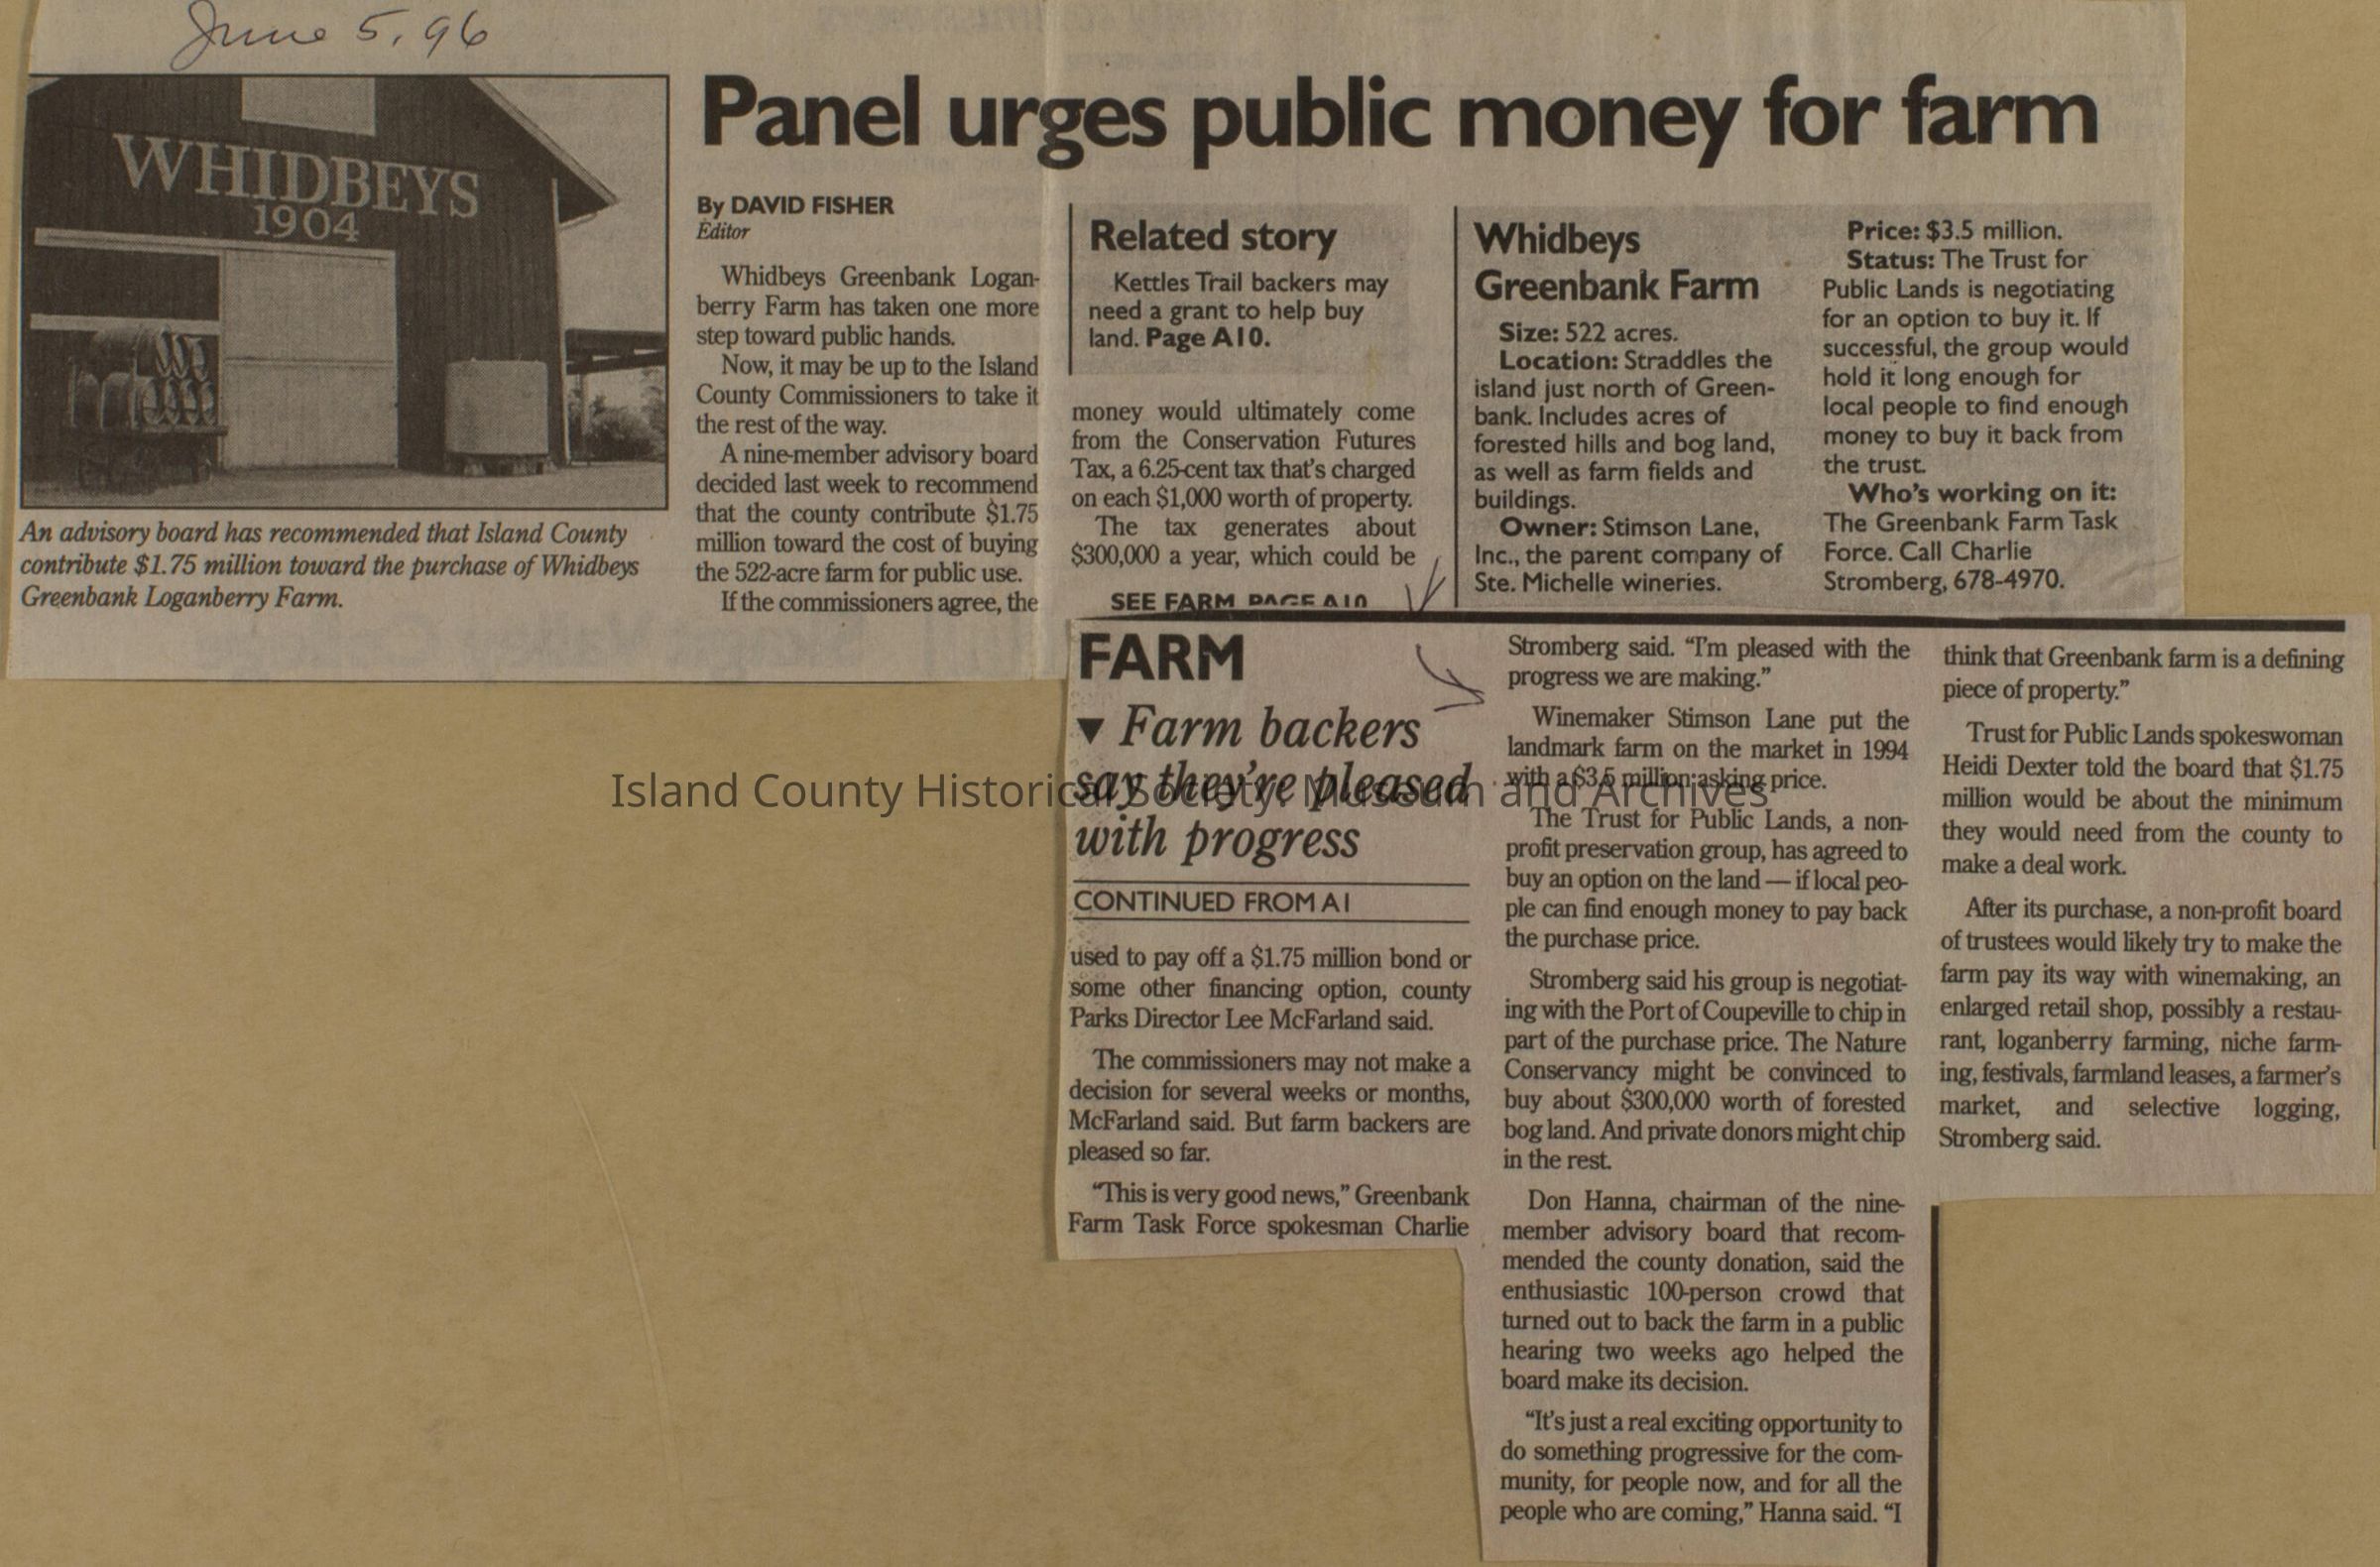 June 5, 96
WHIDBEYS
1904
An advisory board has recommended that Island County
contribute $1.75 million toward the purchase of Whidbeys
Greenbank Loganberry Farm.
Panel urges public money for farm
By DAVID FISHER
Editor
Whidbeys Greenbank Logan-
berry Farm has taken one more
step toward public hands.
Now, it may be up to the Island
County Commissioners to take it
the rest of the way.
A nine-member advisory board
decided last week to recommend
that the county contribute $1.75
million toward the cost of buying
the 522-acre farm for public use.
If the commissioners agree, the
Related story
Kettles Trail backers may
need a grant to help buy
land. Page A10.
money would ultimately come
from the Conservation Futures
Tax, a 6.25-cent tax that's charged
on each $1,000 worth of property.
The tax generates about
$300,000 a year, which could be
SEE FARM, PAGE A10
Whidbeys
Greenbank Farm
Size: 522 acres.
Location: Straddles the
island just north of Green-
bank. Includes acres of
forested hills and bog land,
as well as farm fields and
buildings.
Owner: Stimson Lane,
Inc., the parent company of
Ste. Michelle wineries.
Price: $3.5 million.
Status: The Trust for
Public Lands is negotiating
for an option to buy it. If
successful, the group would
hold it long enough for
local people to find enough
money to buy it back from
the trust.
Who's working on it:
The Greenbank Farm Task
Force. Call Charlie
Stromberg, 678-4970.
FARM
▼ Farm backers
say they're pleased
with progress
CONTINUED FROM A1
used to pay off a $1.75 million bond or
some other financing option, county
Parks Director Lee McFarland said.
The commissioners may not make a
decision for several weeks or months,
McFarland said. But farm backers are
pleased so far.
"This is very good news," Greenbank
Farm Task Force spokesman Charlie
Stromberg said. "I'm pleased with the
progress we are making."
Winemaker Stimson Lane put the
landmark farm on the market in 1994
with a $3.5 million asking price.
The Trust for Public Lands, a non-
profit preservation group, has agreed to
buy an option on the land — if local peo-
ple can find enough money to pay back
the purchase price.
Stromberg said his group is negotiat-
ing with the Port of Coupeville to chip in
part of the purchase price. The Nature
Conservancy might be convinced to
buy about $300,000 worth of forested
bog land. And private donors might chip
in the rest.
Don Hanna, chairman of the nine-
member advisory board that recom-
mended the county donation, said the
enthusiastic 100-person crowd that
turned out to back the farm in a public
hearing two weeks ago helped the
board make its decision.
"It's just a real exciting opportunity to
do something progressive for the com-
munity, for people now, and for all the
people who are coming," Hanna said. "I
think that Greenbank farm is a defining
piece of property."
Trust for Public Lands spokeswoman
Heidi Dexter told the board that $1.75
million would be about the minimum
they would need from the county to
make a deal work.
After its purchase, a non-profit board
of trustees would likely try to make the
farm pay its way with winemaking, an
enlarged retail shop, possibly a restau-
rant, loganberry farming, niche farm-
ing, festivals, farmland leases, a farmer's
market, and selective logging,
Stromberg said.
Island County Historical Society: Museum and Archives